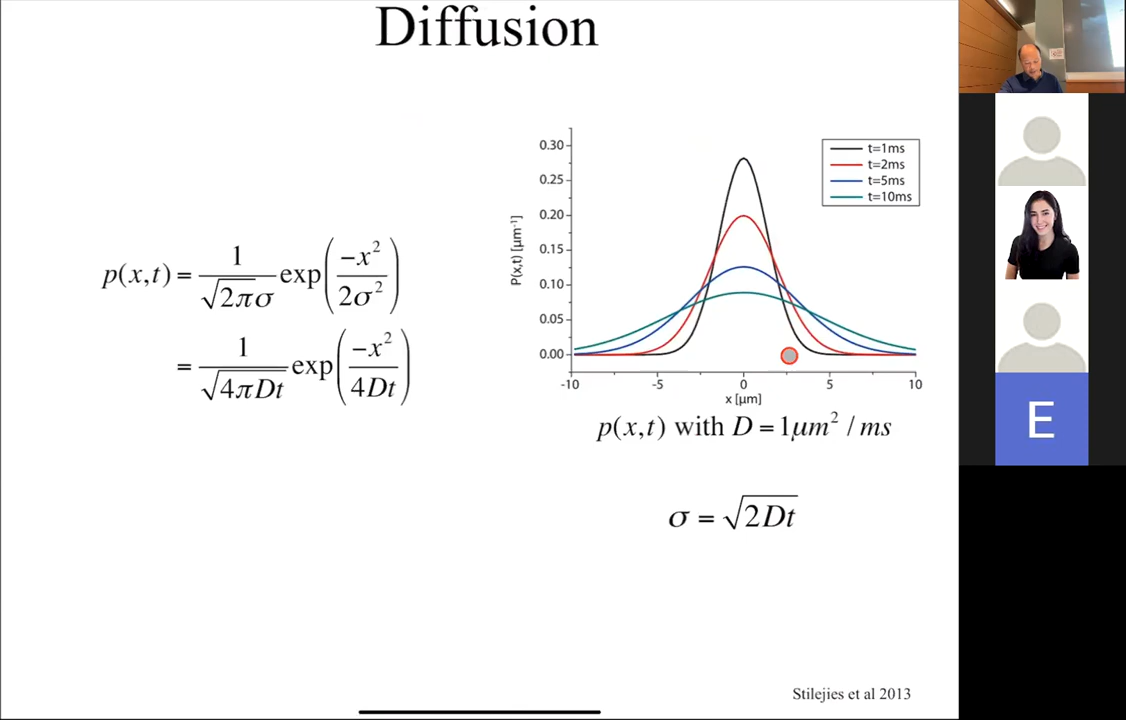 Diffusion
p(x,t) = 1/√2πσ exp(−x²/2σ²)
= 1/√4πDt exp(−x²/4Dt)
t=1ms
t=2ms
t=5ms
t=10ms
P(x,t) [µm⁻¹]
0.30
0.25
0.20
0.15
0.10
0.05
0.00
-10
-5
0
5
10
x [µm]
p(x,t) with D = 1µm² / ms
σ = √2Dt
Stilejies et al 2013
E